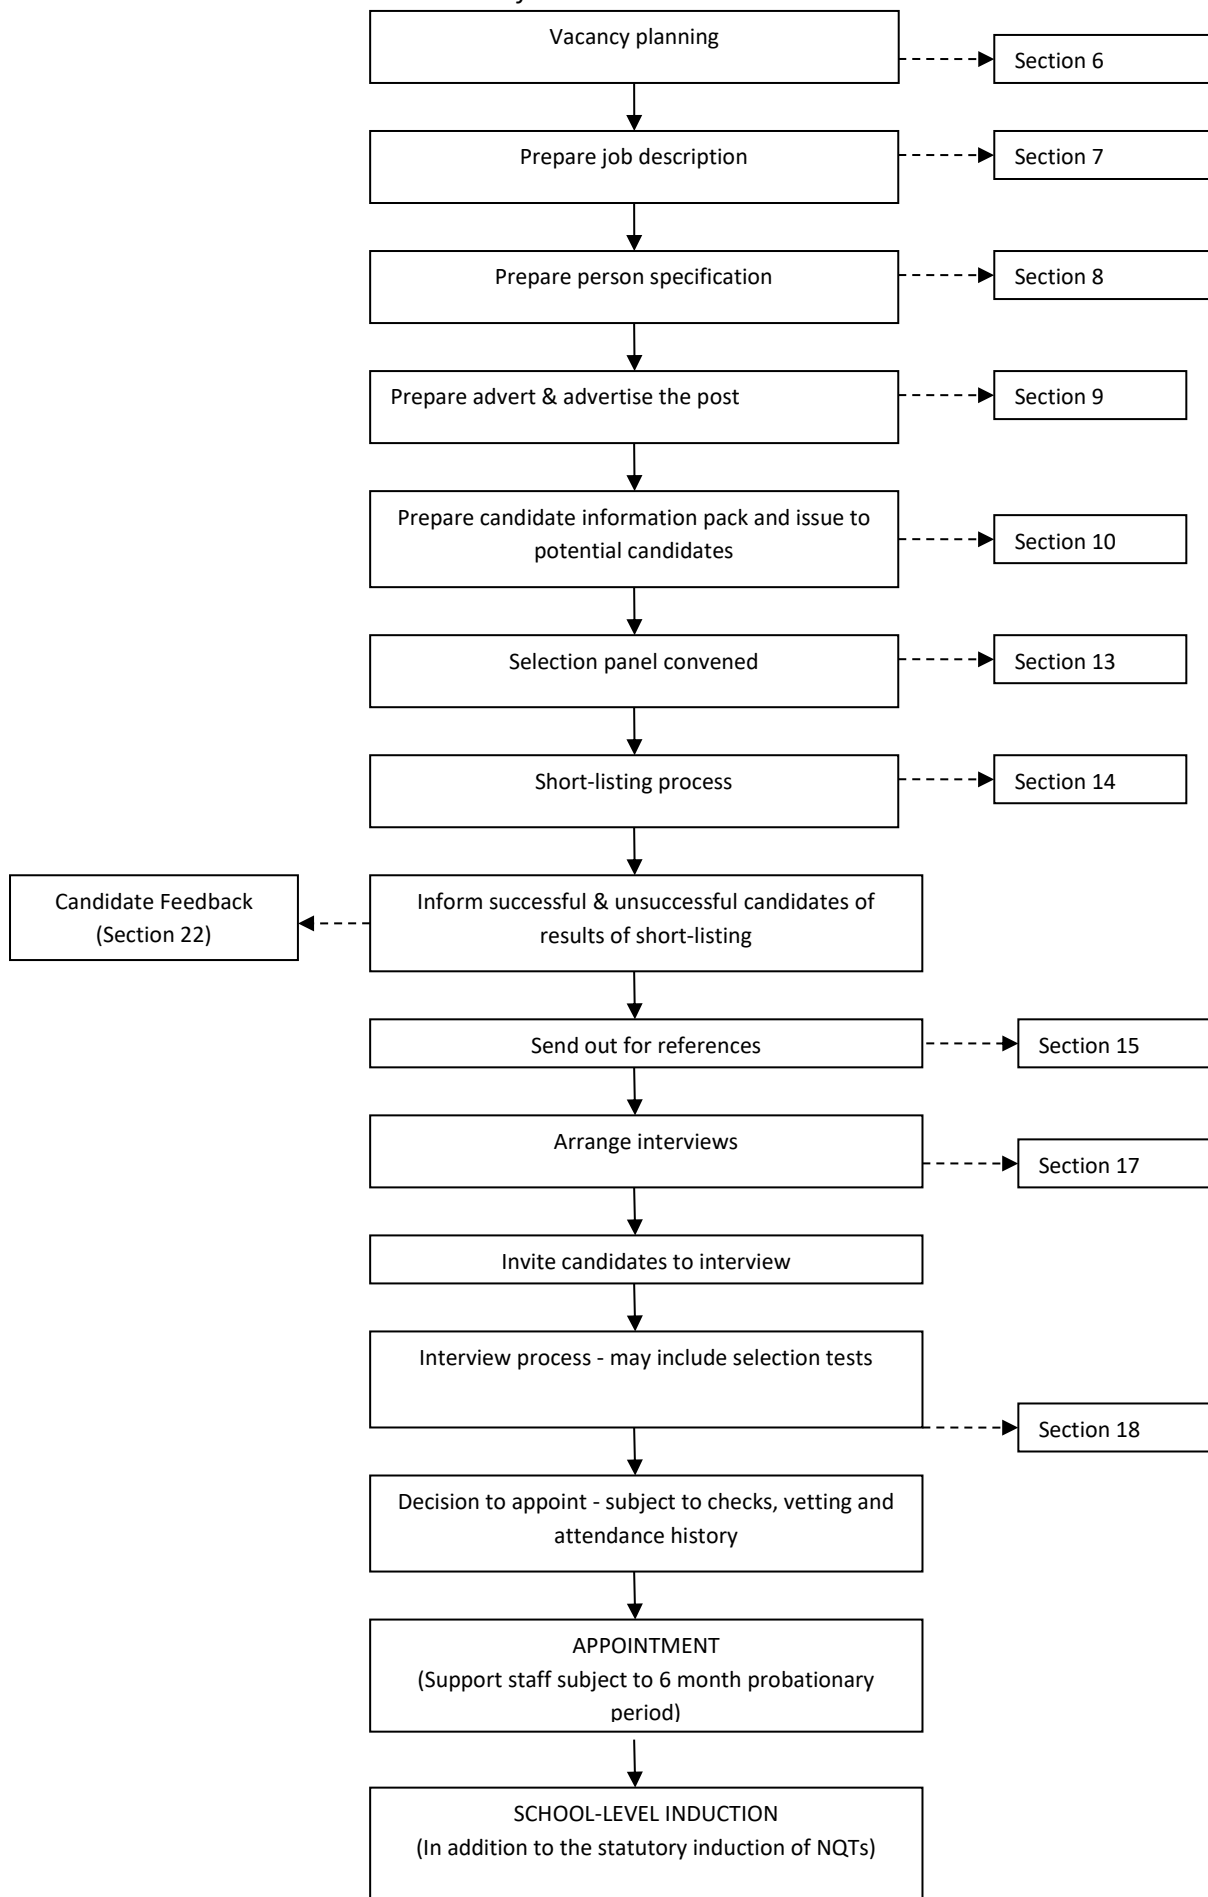 Vacancy planning
Section 6
Prepare job description
Section 7
Prepare person specification
Section 8
Prepare advert & advertise the post
Section 9
Prepare candidate information pack and issue to
potential candidates
Section 10
Selection panel convened
Section 13
Short-listing process
Section 14
Candidate Feedback
(Section 22)
Inform successful & unsuccessful candidates of
results of short-listing
Send out for references
Section 15
Arrange interviews
Section 17
Invite candidates to interview
Interview process - may include selection tests
Section 18
Decision to appoint - subject to checks, vetting and
attendance history
APPOINTMENT
(Support staff subject to 6 month probationary
period)
SCHOOL-LEVEL INDUCTION
(In addition to the statutory induction of NQTs)